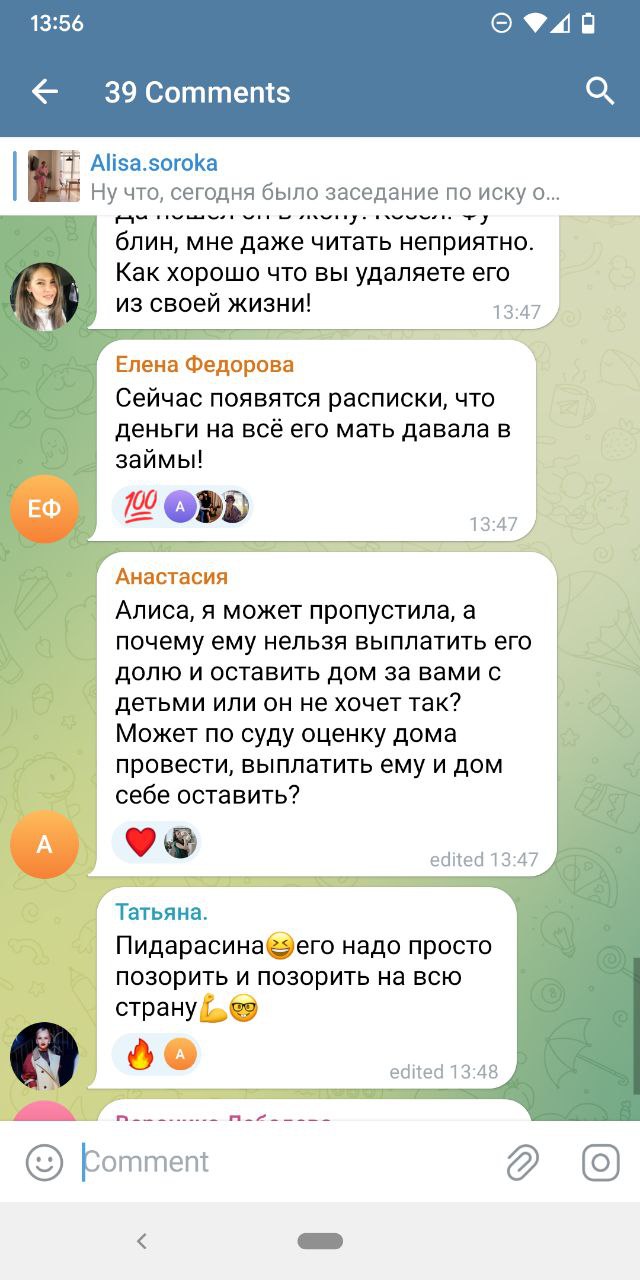 13:56
39 Comments
Alisa.soroka
Ну что, сегодня было заседание по иску о...
блин, мне даже читать неприятно.
Как хорошо что вы удаляете его
из своей жизни!
13:47
Елена Федорова
Сейчас появятся расписки, что
деньги на всё его мать давала в
займы!
100
А
13:47
ЕФ
Анастасия
Алиса, я может пропустила, а
почему ему нельзя выплатить его
долю и оставить дом за вами с
детьми или он не хочет так?
Может по суду оценку дома
провести, выплатить ему и дом
себе оставить?
edited 13:47
А
Татьяна.
Пидарасина😆его надо просто
позорить и позорить на всю
страну💪🤓
А
edited 13:48
Comment